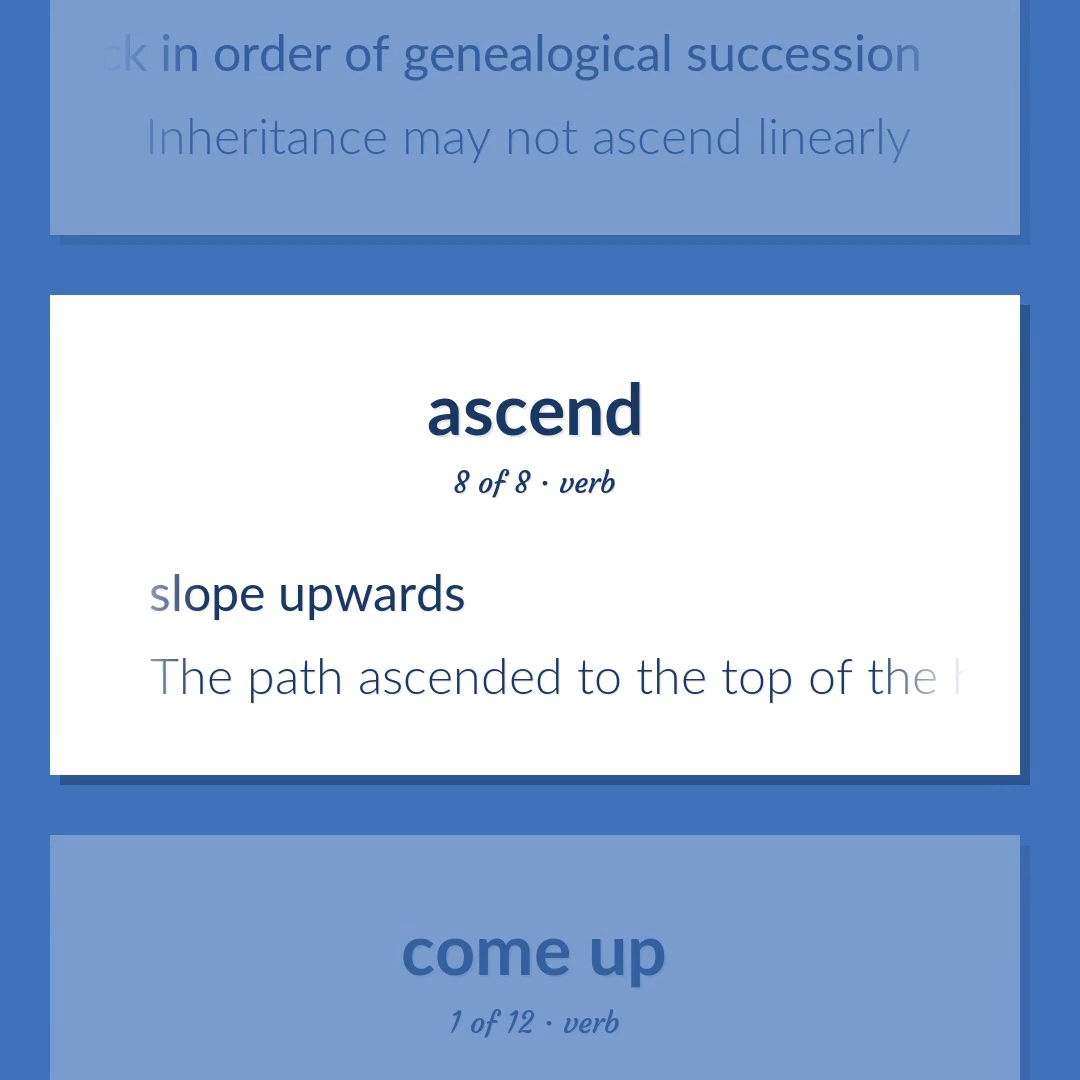 in order of genealogical succession
Inheritance may not ascend linearly
ascend
8 of 8 · verb
slope upwards
The path ascended to the top of the
come up
1 of 12 · verb